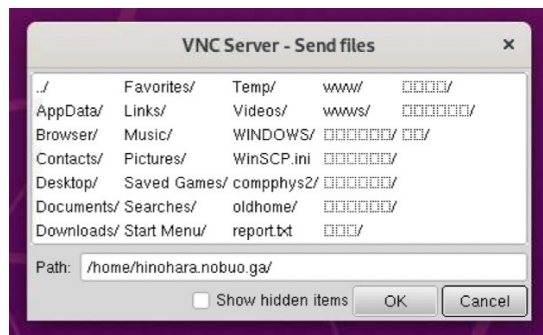 VNC Server - Send files ×
../ Favorites/ Temp/ www/
AppData/ Links/ Videos/ wwws/
Browser/ Music/ WINDOWS/
Contacts/ Pictures/ WinSCP.ini
Desktop/ Saved Games/ compphys2/
Documents/ Searches/ oldhome/
Downloads/ Start Menu/ report.txt
Path: /home/hinohara.nobuo.ga/
Show hidden items OK Cancel